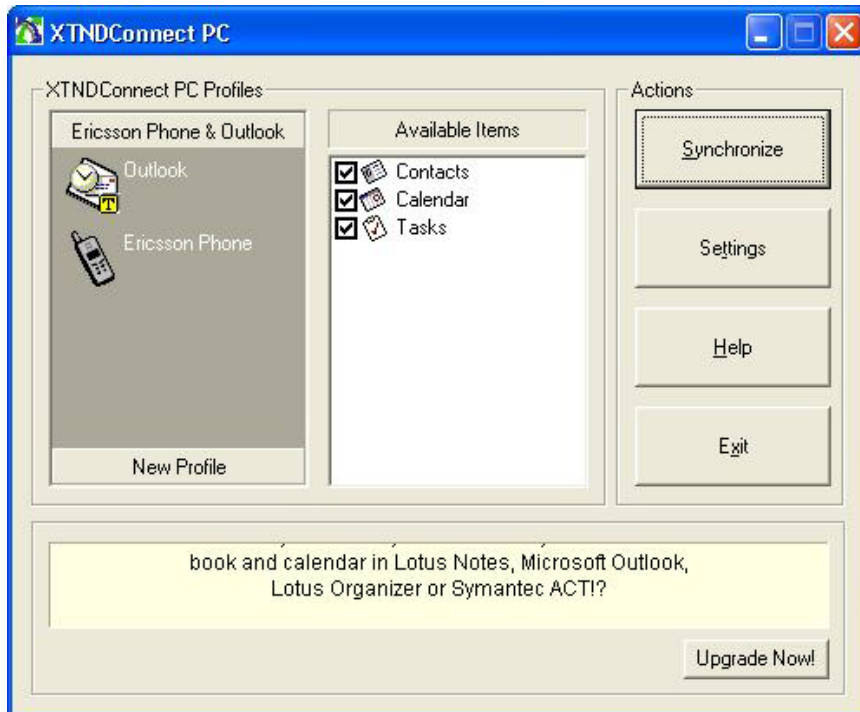 XTNDConnect PC
XTNDConnect PC Profiles
Ericsson Phone & Outlook
Outlook
T
Ericsson Phone
New Profile
Available Items
Contacts
Calendar
Tasks
Actions
Synchronize
Settings
Help
Exit
book and calendar in Lotus Notes, Microsoft Outlook,
Lotus Organizer or Symantec ACT!?
Upgrade Now!